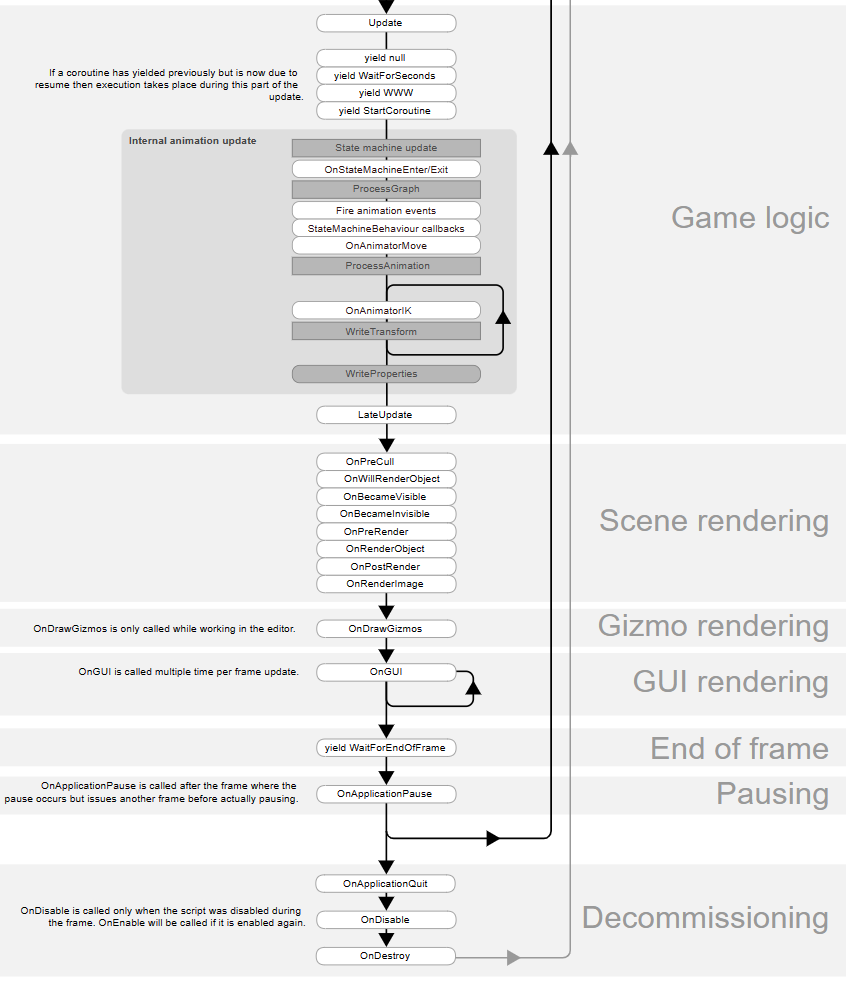 Update
yield null
If a coroutine has yielded previously but is now due to
resume then execution takes place during this part of the
update.
yield WaitForSeconds
yield WWW
yield StartCoroutine
Internal animation update
State machine update
OnStateMachineEnter/Exit
ProcessGraph
Fire animation events
StateMachineBehaviour callbacks
OnAnimatorMove
ProcessAnimation
OnAnimatorIK
WriteTransform
WriteProperties
LateUpdate
Game logic
OnPreCull
OnWillRenderObject
OnBecameVisible
OnBecameInvisible
OnPreRender
OnRenderObject
OnPostRender
OnRenderImage
Scene rendering
OnDrawGizmos is only called while working in the editor.
OnDrawGizmos
Gizmo rendering
OnGUI is called multiple time per frame update.
OnGUI
GUI rendering
yield WaitForEndOfFrame
End of frame
OnApplicationPause is called after the frame where the
pause occurs but issues another frame before actually pausing.
OnApplicationPause
Pausing
OnApplicationQuit
OnDisable is called only when the script was disabled during
the frame. OnEnable will be called if it is enabled again.
OnDisable
OnDestroy
Decommissioning